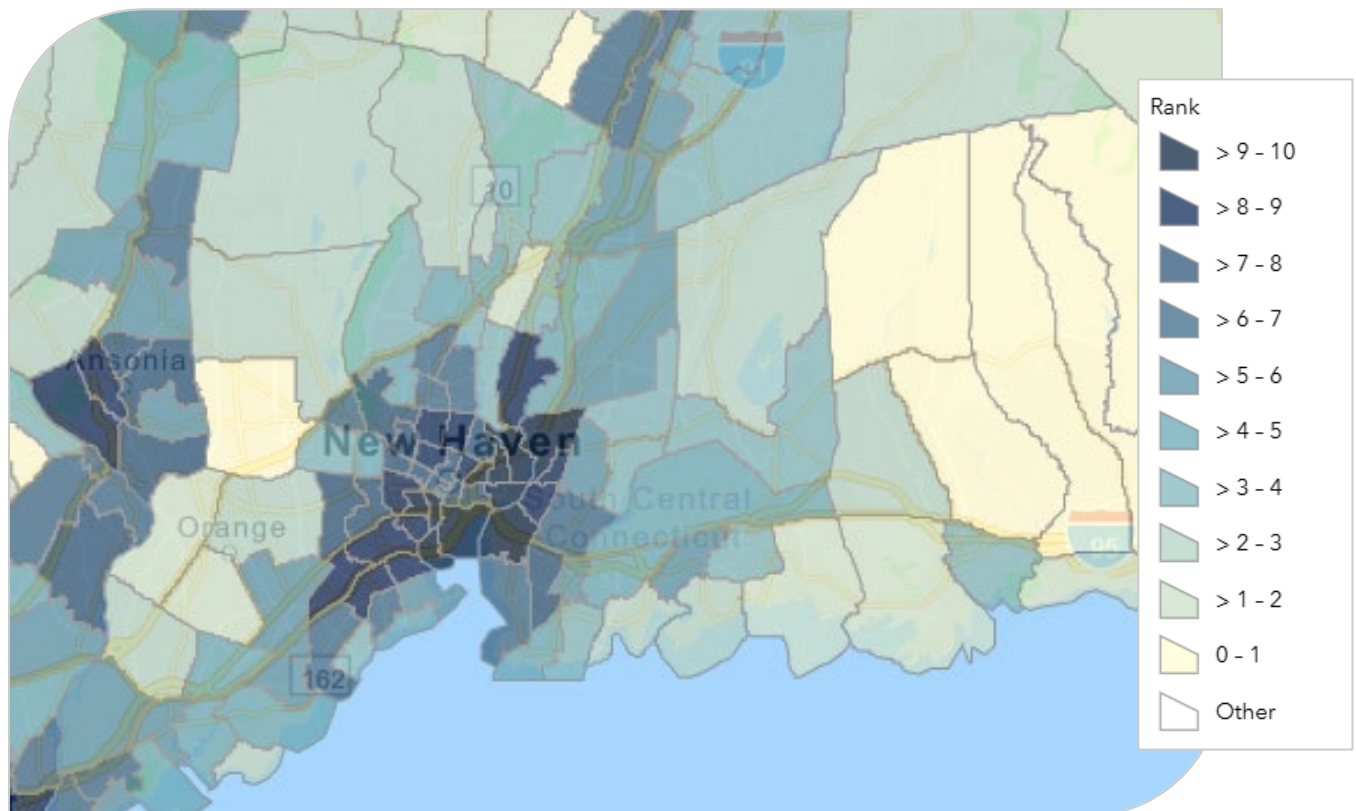 Rank
> 9 - 10
> 8 - 9
> 7 - 8
> 6 - 7
> 5 - 6
> 4 - 5
> 3 - 4
> 2 - 3
> 1 - 2
0 - 1
Other
91
10
Ansonia
New Haven
South Central
Connecticut
Orange
95
162